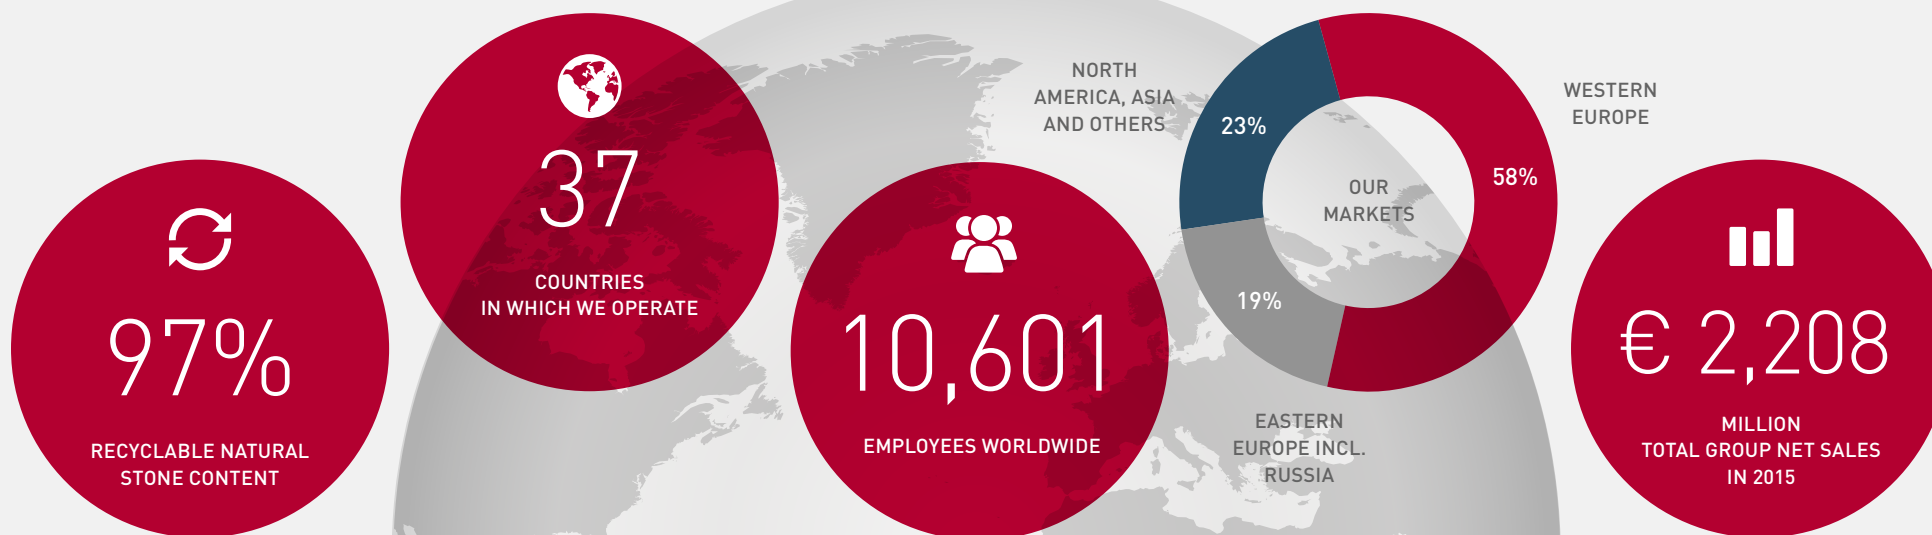 97%
RECYCLABLE NATURAL
STONE CONTENT
37
COUNTRIES
IN WHICH WE OPERATE
10,601
EMPLOYEES WORLDWIDE
NORTH
AMERICA, ASIA
AND OTHERS
23%
WESTERN
EUROPE
58%
OUR
MARKETS
19%
EASTERN
EUROPE INCL.
RUSSIA
€ 2,208
MILLION
TOTAL GROUP NET SALES
IN 2015